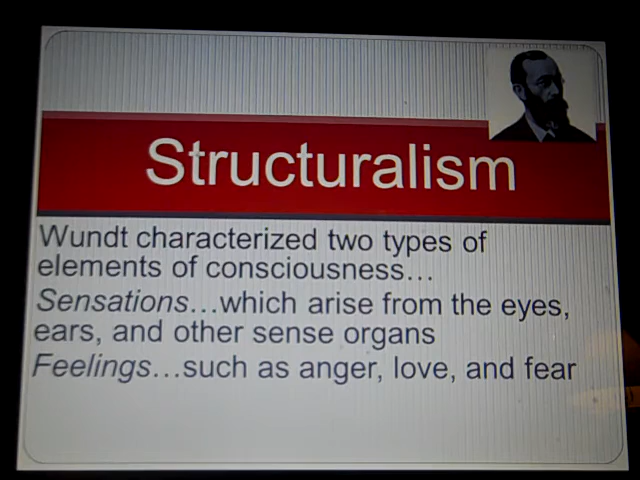 Structuralism
Wundt characterized two types of
elements of consciousness…
Sensations…which arise from the eyes,
ears, and other sense organs
Feelings…such as anger, love, and fear